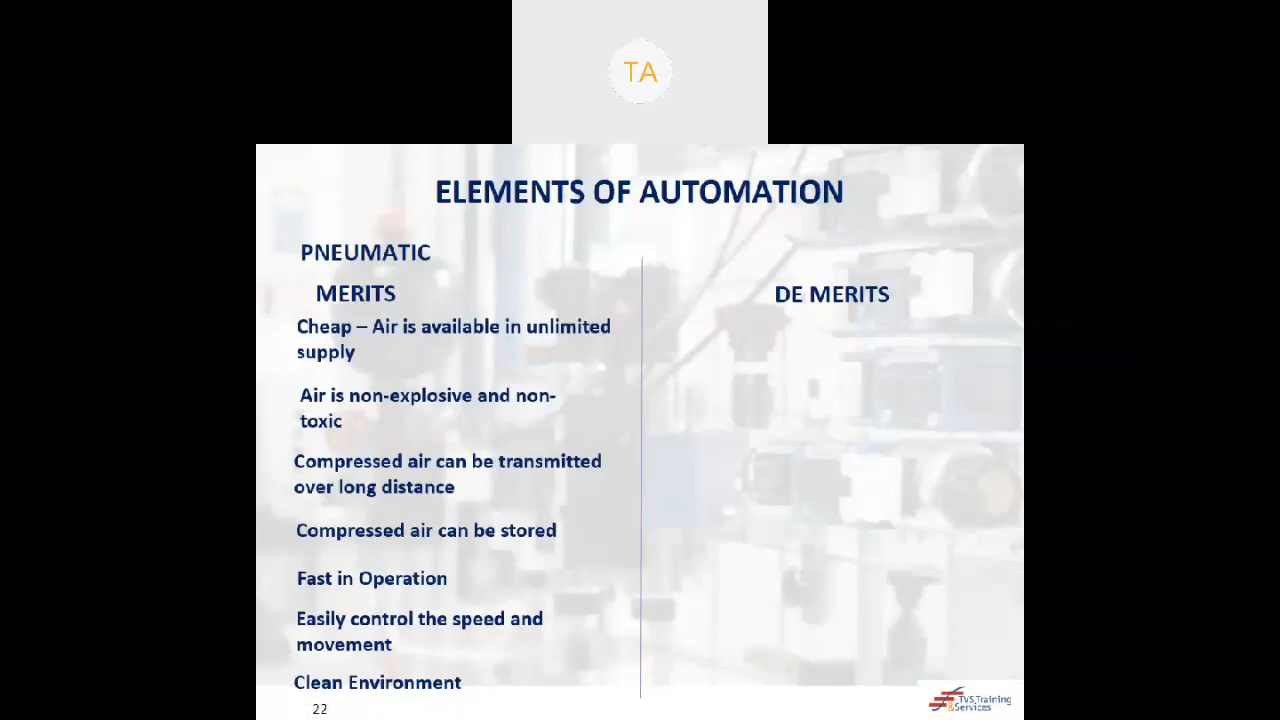 TA
ELEMENTS OF AUTOMATION
PNEUMATIC
MERITS
DE MERITS
Cheap – Air is available in unlimited
supply
Air is non-explosive and non-
toxic
Compressed air can be transmitted
over long distance
Compressed air can be stored
Fast in Operation
Easily control the speed and
movement
Clean Environment
22
TVS Training
& Services